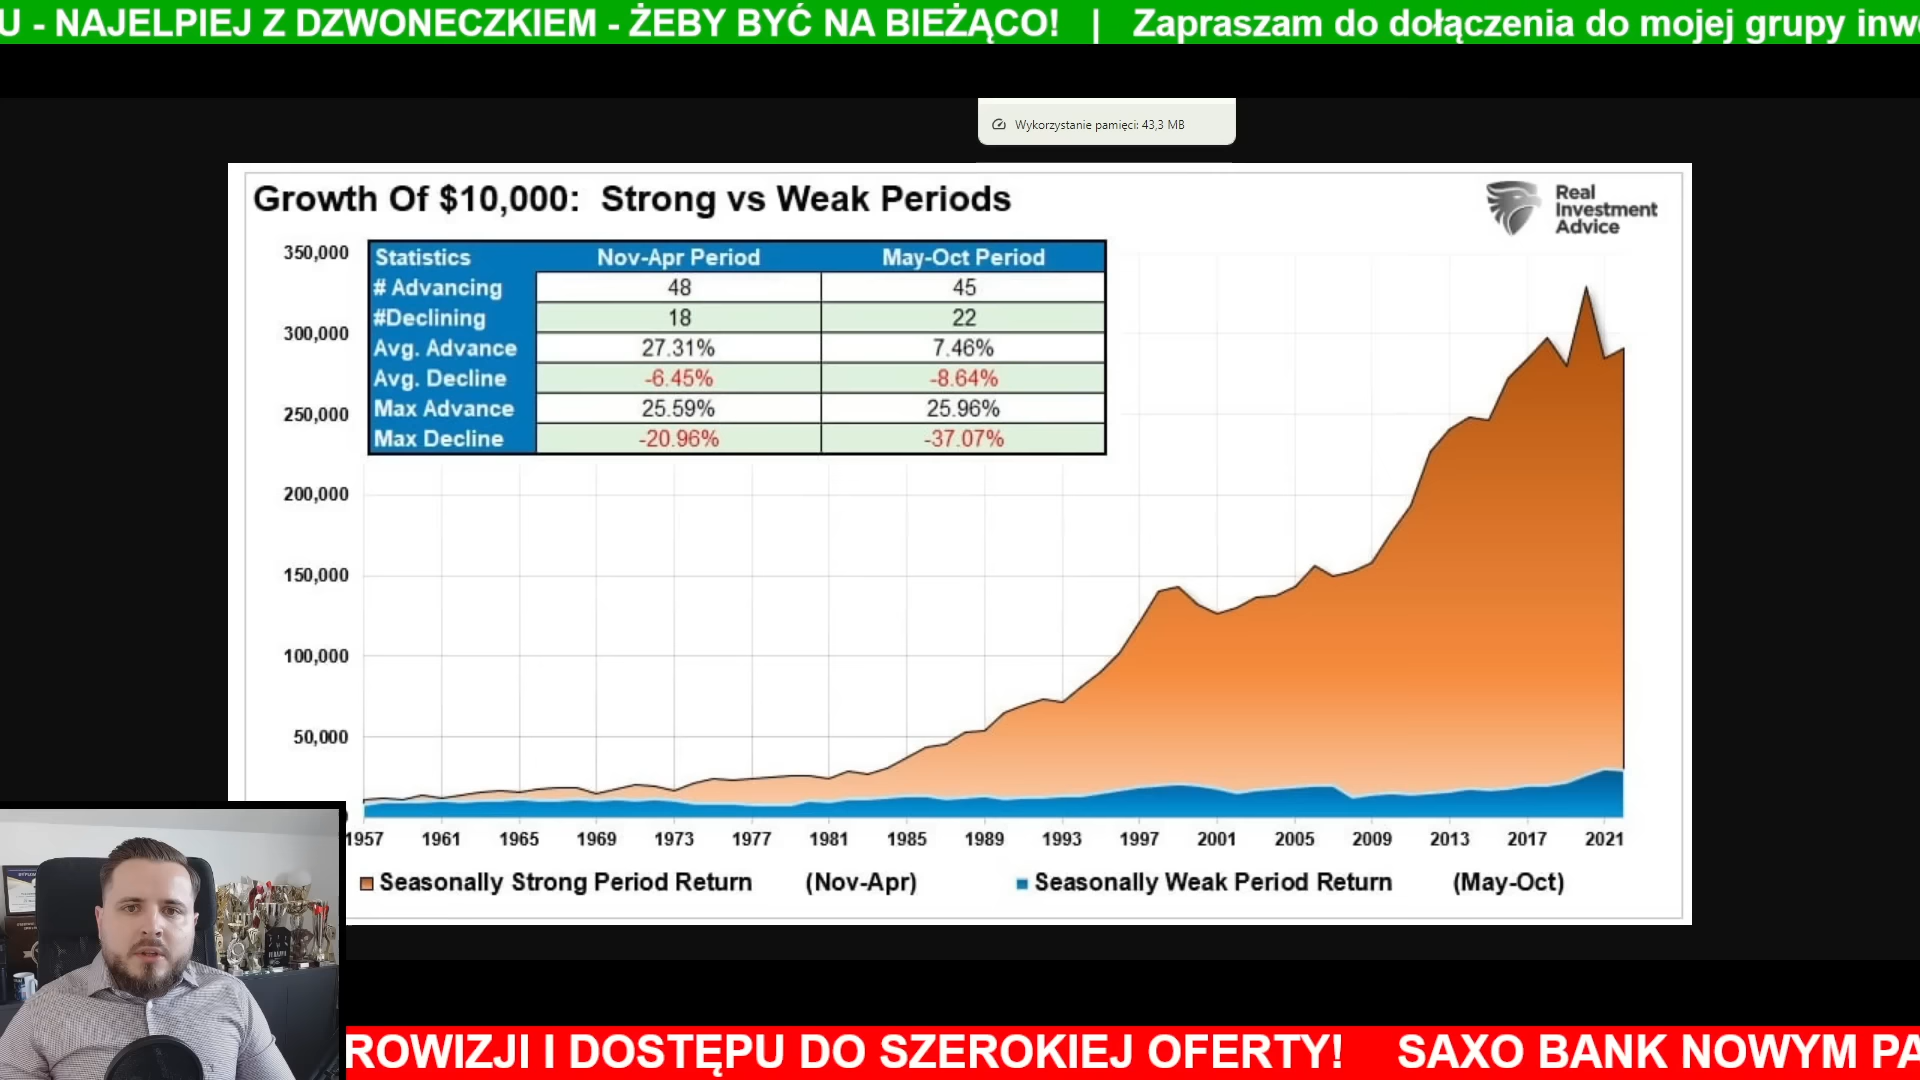 U - NAJELPIEJ Z DZWONECZKIEM - ŻEBY BYĆ NA BIEŻĄCO! | Zapraszam do dołączenia do mojej grupy inwe
Wykorzystanie pamięci: 43,3 MB
Growth Of $10,000: Strong vs Weak Periods
Real
Investment
Advice
Statistics Nov-Apr Period May-Oct Period
# Advancing 48 45
#Declining 18 22
Avg. Advance 27.31% 7.46%
Avg. Decline -6.45% -8.64%
Max Advance 25.59% 25.96%
Max Decline -20.96% -37.07%
350,000
300,000
250,000
200,000
150,000
100,000
50,000
1957 1961 1965 1969 1973 1977 1981 1985 1989 1993 1997 2001 2005 2009 2013 2017 2021
Seasonally Strong Period Return (Nov-Apr) Seasonally Weak Period Return (May-Oct)
ROWIZJI I DOSTĘPU DO SZEROKIEJ OFERTY! SAXO BANK NOWYM PA